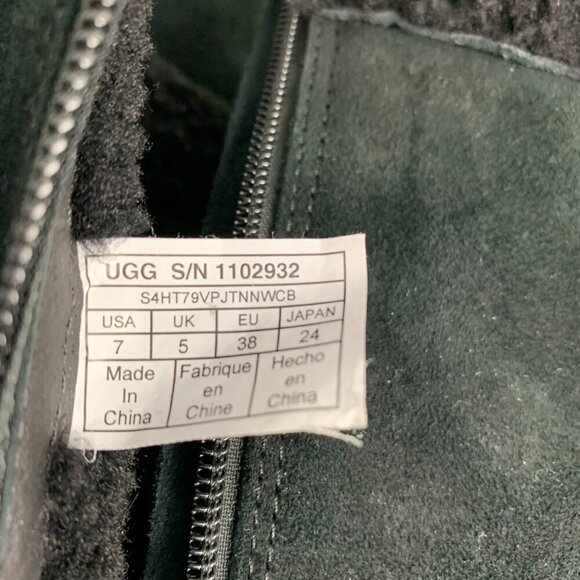 UGG S/N 1102932
S4HT79VPJTNNWCB
USA UK EU JAPAN
7 5 38 24
Made Fabrique Hecho
In en en
China Chine China